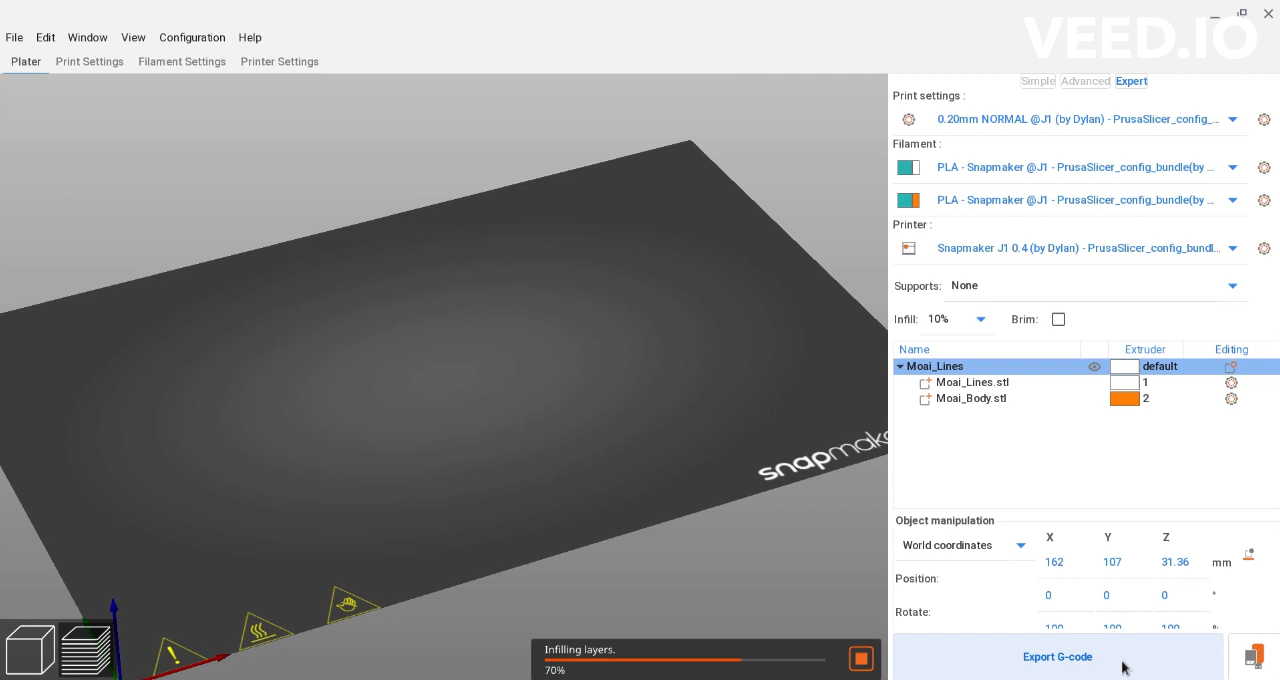 VEED.IO
File Edit Window View Configuration Help
Plater Print Settings Filament Settings Printer Settings
Simple Advanced Expert
Print settings :
0.20mm NORMAL @J1 (by Dylan) - PrusaSlicer_config_...
Filament :
PLA - Snapmaker @J1 - PrusaSlicer_config_bundle(by ...
PLA - Snapmaker @J1 - PrusaSlicer_config_bundle(by ...
Printer :
Snapmaker J1 0.4 (by Dylan) - PrusaSlicer_config_bundl...
Supports: None
Infill: 10% Brim:
Name Extruder Editing
Moai_Lines default
Moai_Lines.stl 1
Moai_Body.stl 2
snapmak
Object manipulation
X Y Z
World coordinates
162 107 31.36 mm
Position:
0 0 0 °
Rotate:
100 100 100 %
Infilling layers.
70%
Export G-code